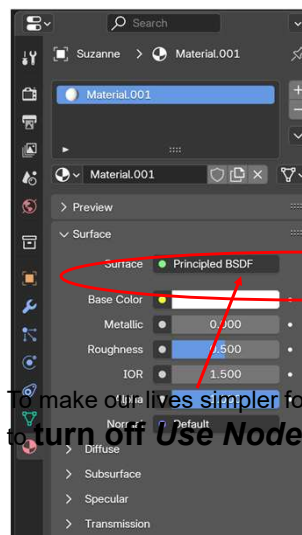 Search
Suzanne > Material.001
Material.001
Material.001
> Preview
Surface
Surface Principled BSDF
Base Color
Metallic 0.000
Roughness 0.500
IOR 1.500
Alpha
To make our lives simpler fo
Normal Default
to turn off Use Node
> Diffuse
> Subsurface
> Specular
> Transmission